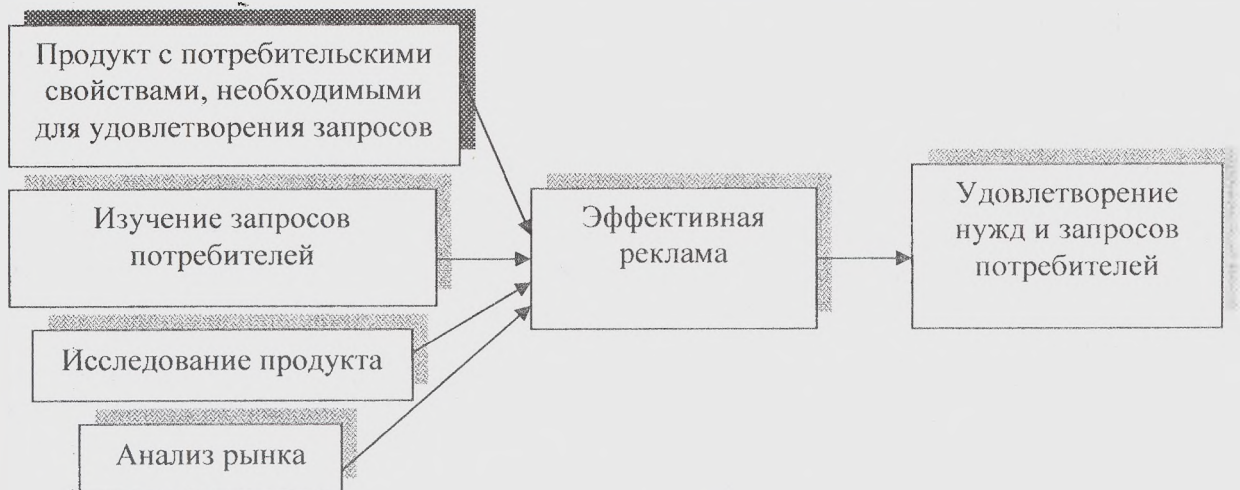 Продукт с потребительскими
свойствами, необходимыми
для удовлетворения запросов
Изучение запросов
потребителей
Исследование продукта
Анализ рынка
Эффективная
реклама
Удовлетворение
нужд и запросов
потребителей